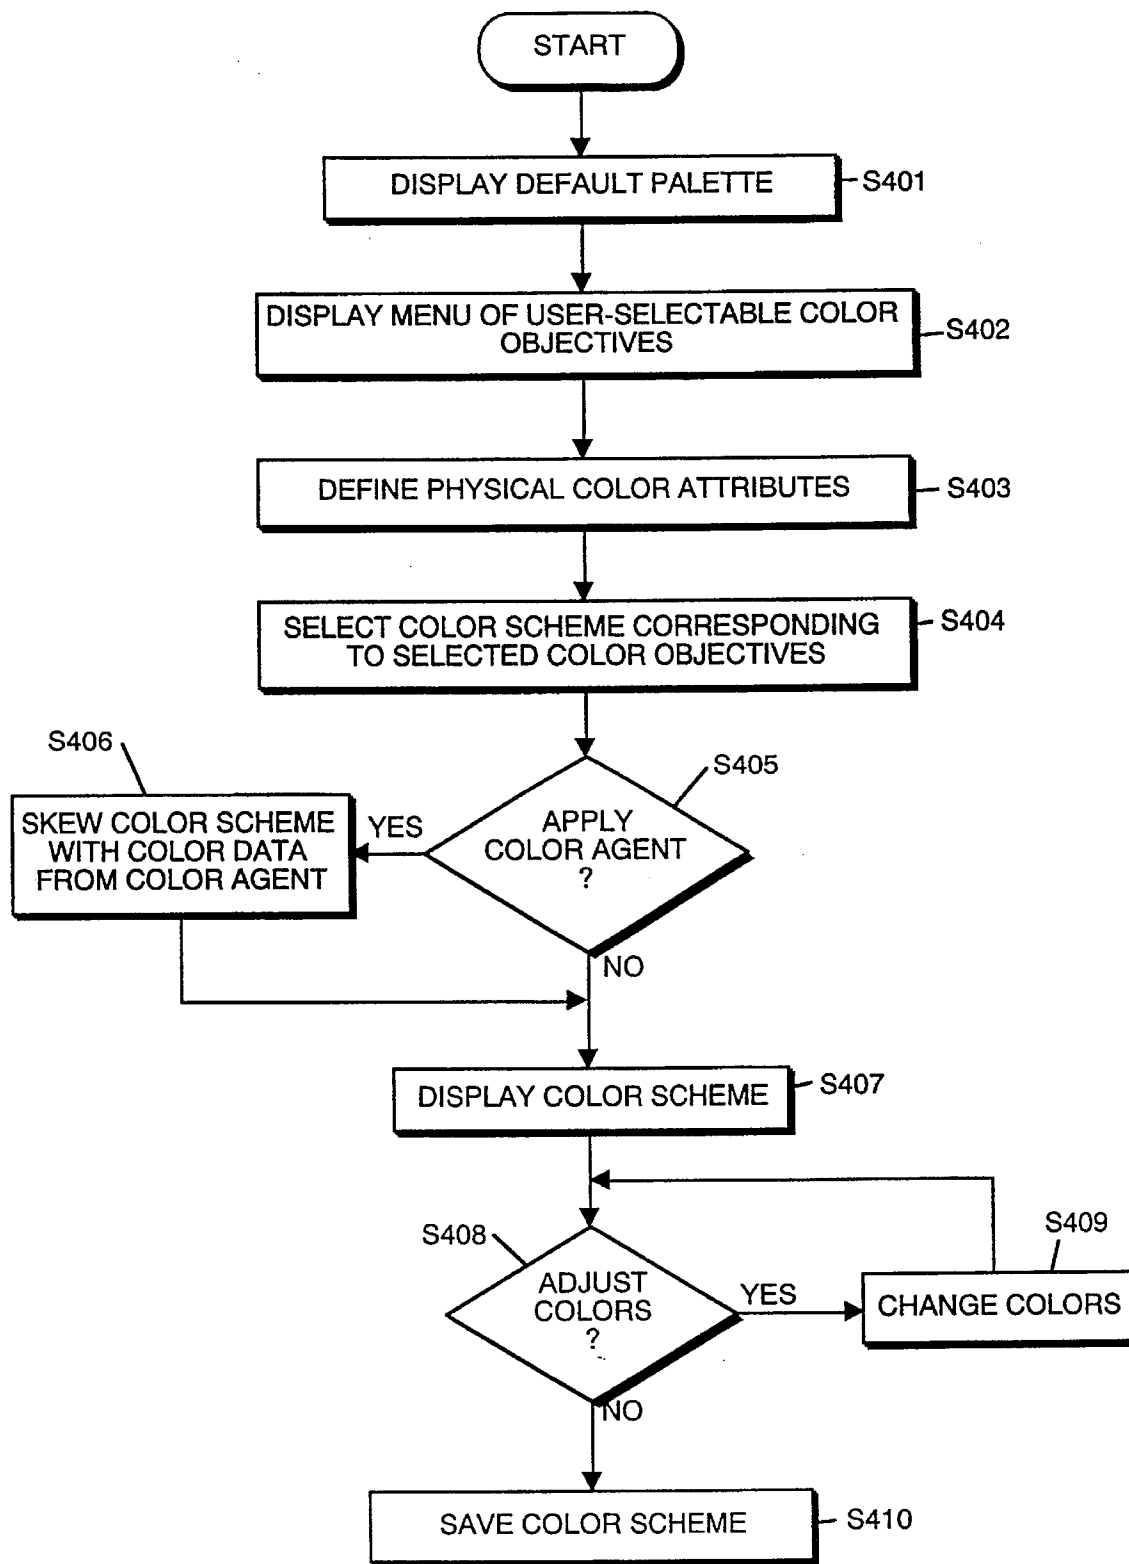 START
DISPLAY DEFAULT PALETTE
S401
DISPLAY MENU OF USER-SELECTABLE COLOR
OBJECTIVES
S402
DEFINE PHYSICAL COLOR ATTRIBUTES
S403
SELECT COLOR SCHEME CORRESPONDING
TO SELECTED COLOR OBJECTIVES
S404
S405
APPLY
COLOR AGENT
?
YES
S406
SKEW COLOR SCHEME
WITH COLOR DATA
FROM COLOR AGENT
NO
DISPLAY COLOR SCHEME
S407
S408
ADJUST
COLORS
?
YES
S409
CHANGE COLORS
NO
SAVE COLOR SCHEME
S410